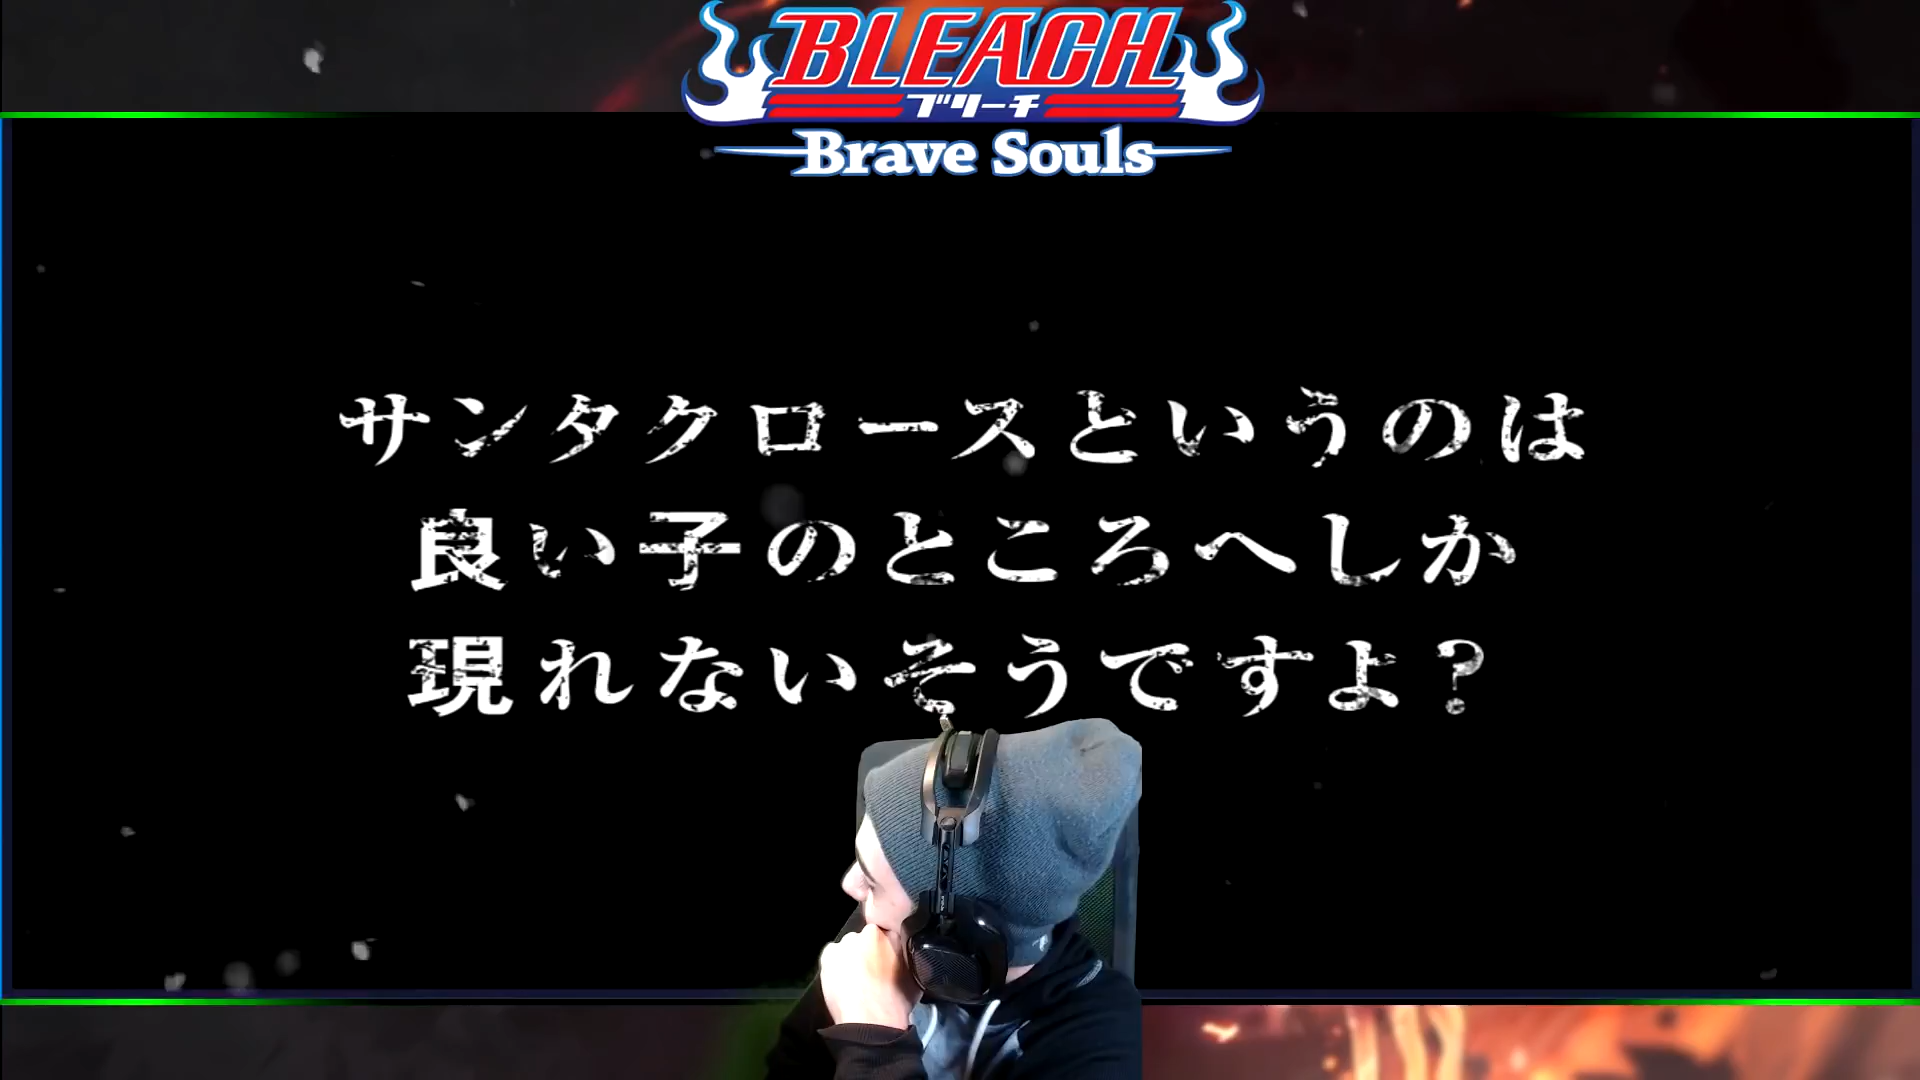 BLEACH
ブリーチ
Brave Souls
サンタクロースというのは
良い子のところへしか
現れないそうですよ?